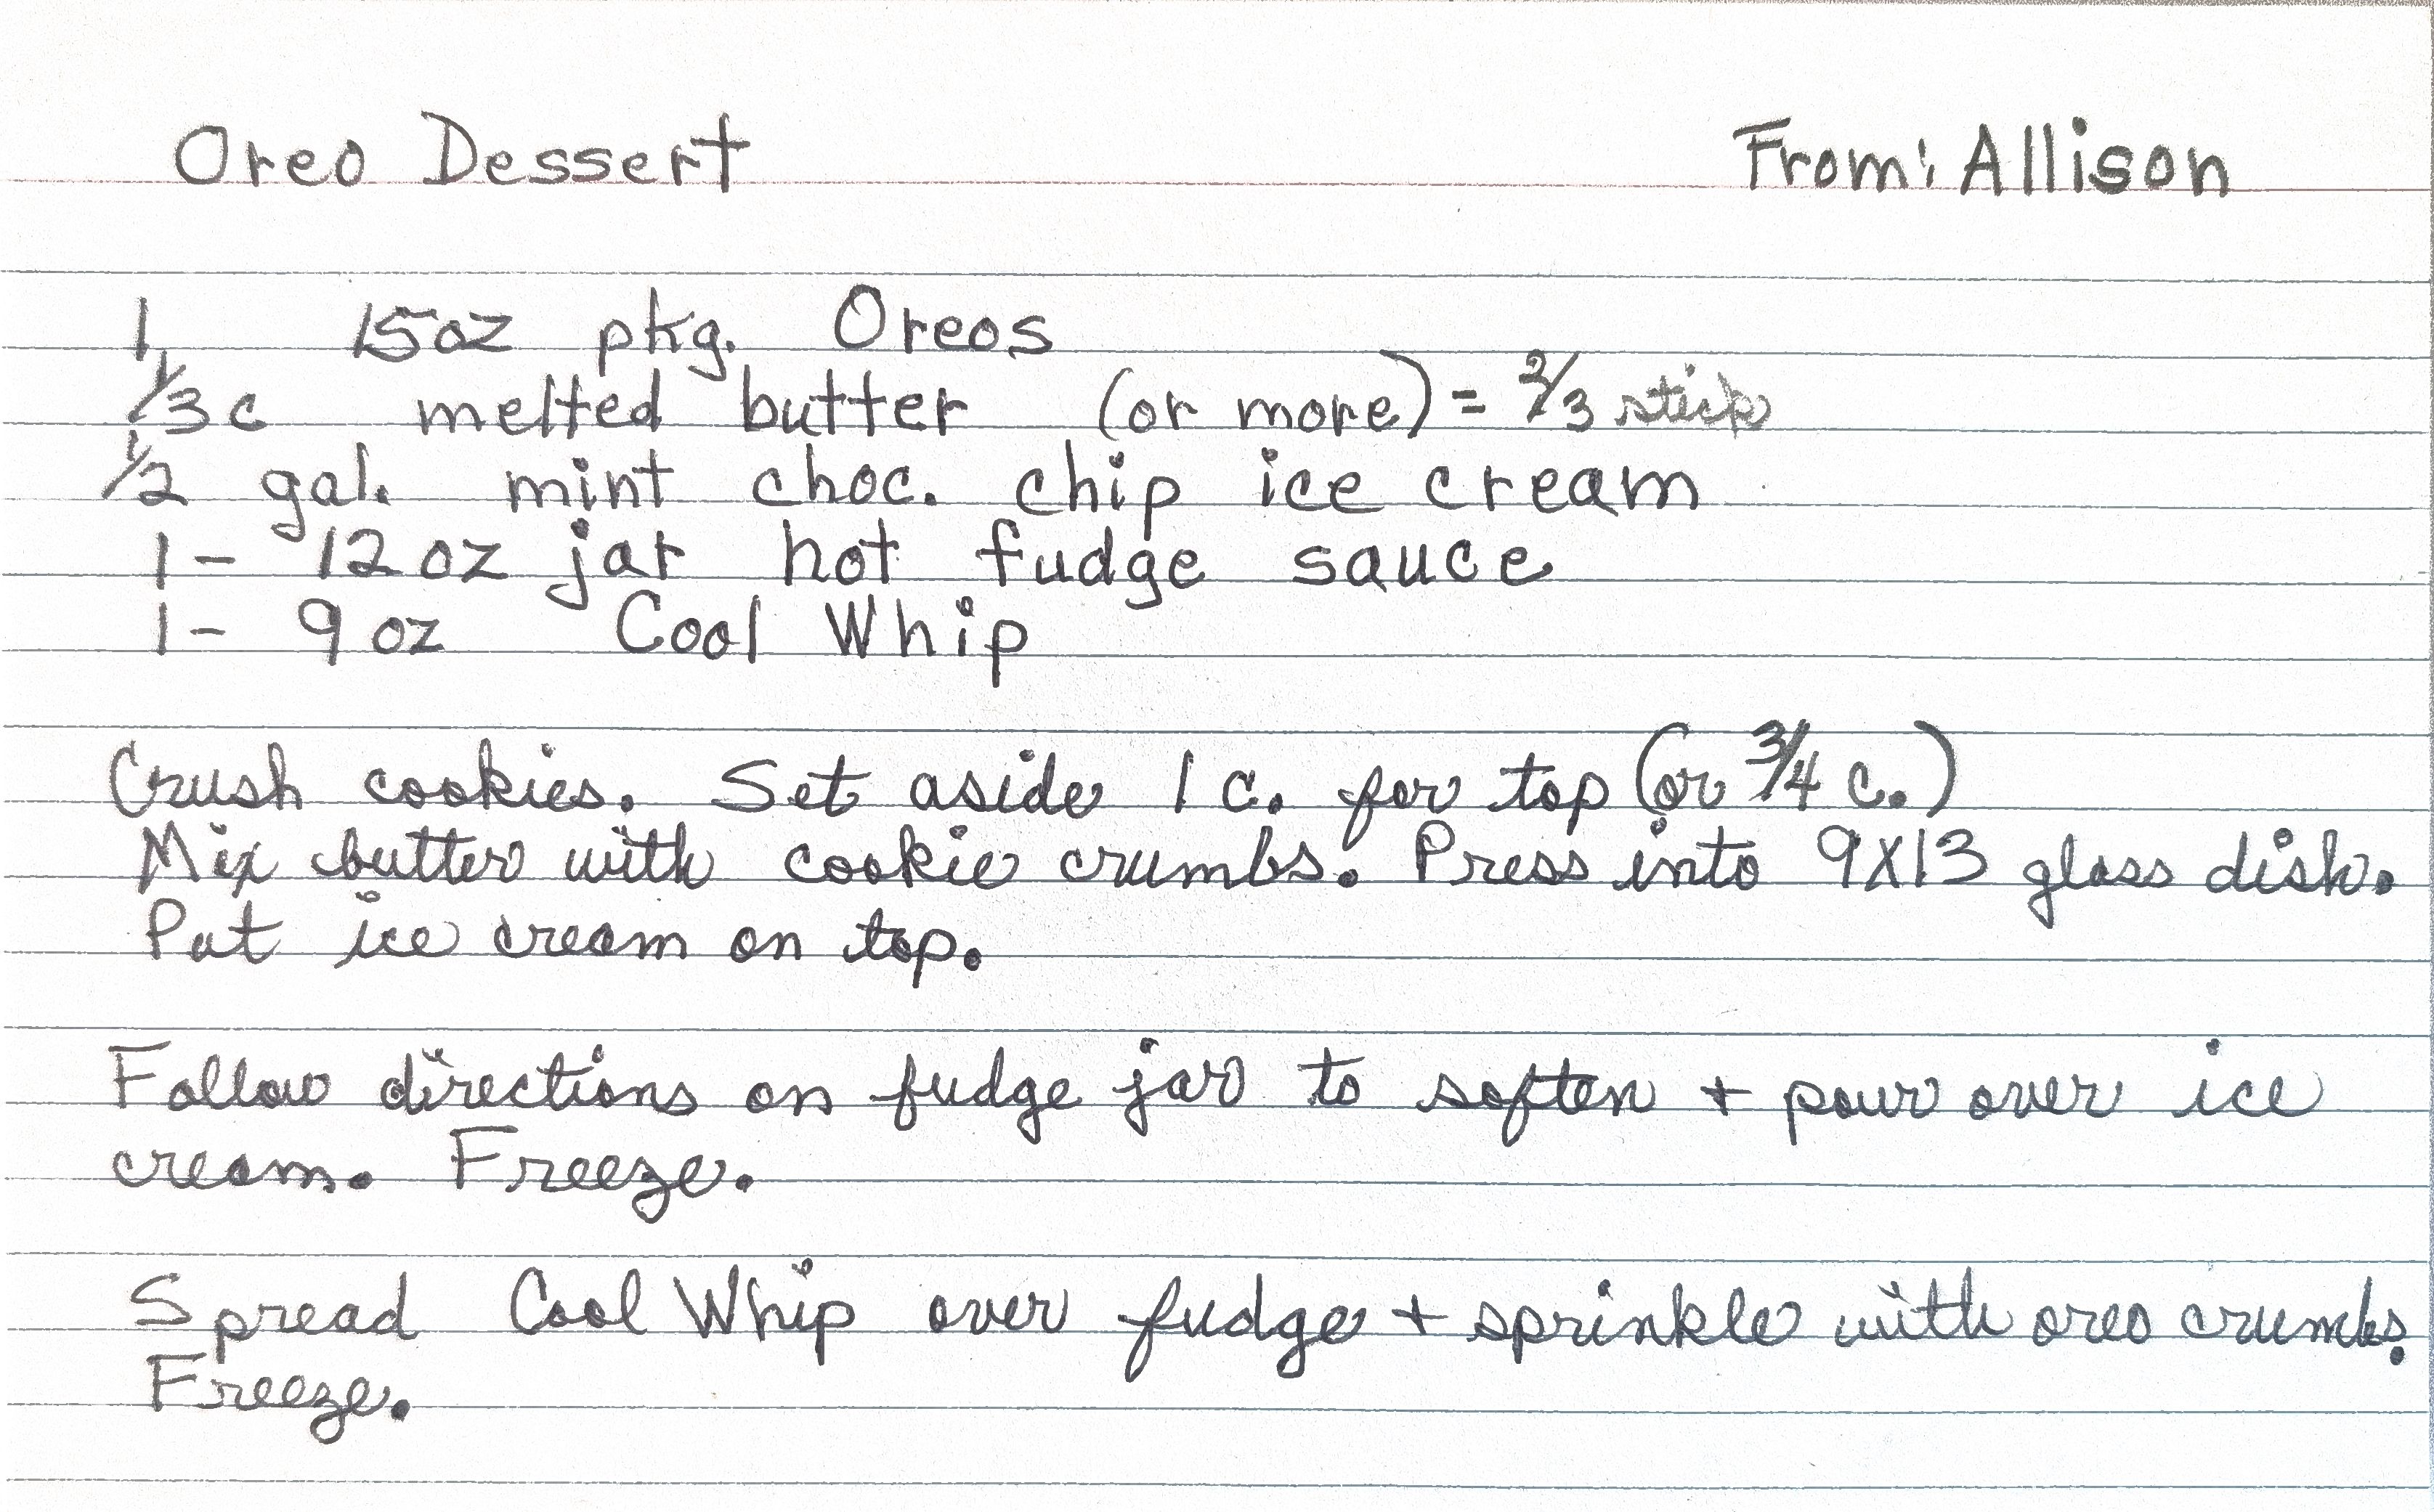 Oreo Dessert From: Allison
1 15oz pkg. Oreos
1/3 c melted butter (or more) = 2/3 stick
1/2 gal. mint choc. chip ice cream
1 - 12 oz jar hot fudge sauce
1 - 9 oz Cool Whip
Crush cookies. Set aside 1 c. for top (or 3/4 c.)
Mix butter with cookie crumbs. Press into 9X13 glass dish.
Put ice cream on top.
Follow directions on fudge jar to soften + pour over ice
cream. Freeze.
Spread Cool Whip over fudge + sprinkle with oreo crumbs.
Freeze.